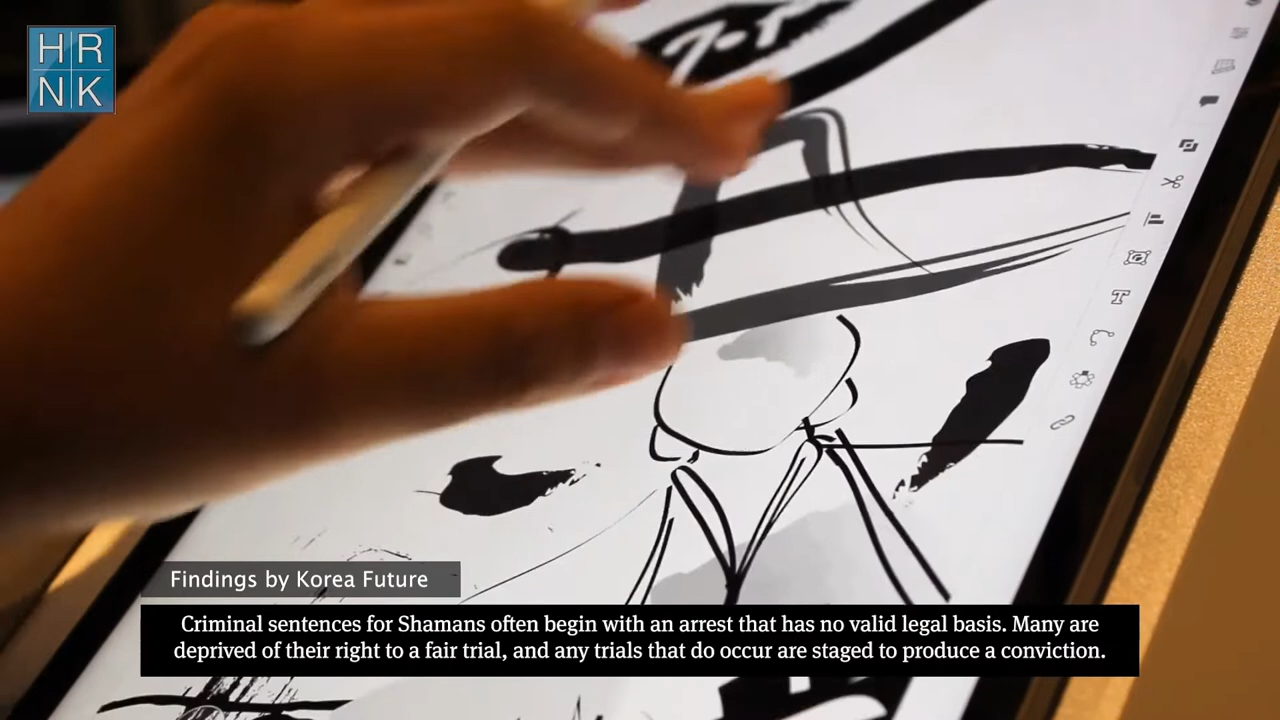 HR
NK
Findings by Korea Future
Criminal sentences for Shamans often begin with an arrest that has no valid legal basis. Many are
deprived of their right to a fair trial, and any trials that do occur are staged to produce a conviction.